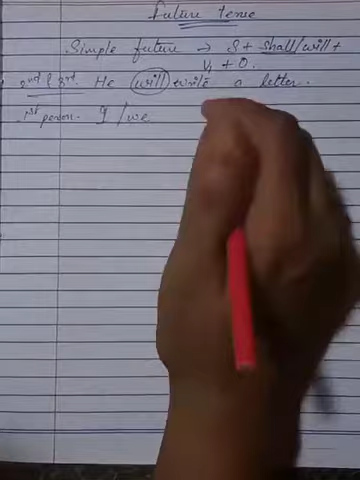 Future tense
Simple future → S + shall/will +
V₁ + O.
2nd & 3rd. He will write a letter.
1st person. I / we